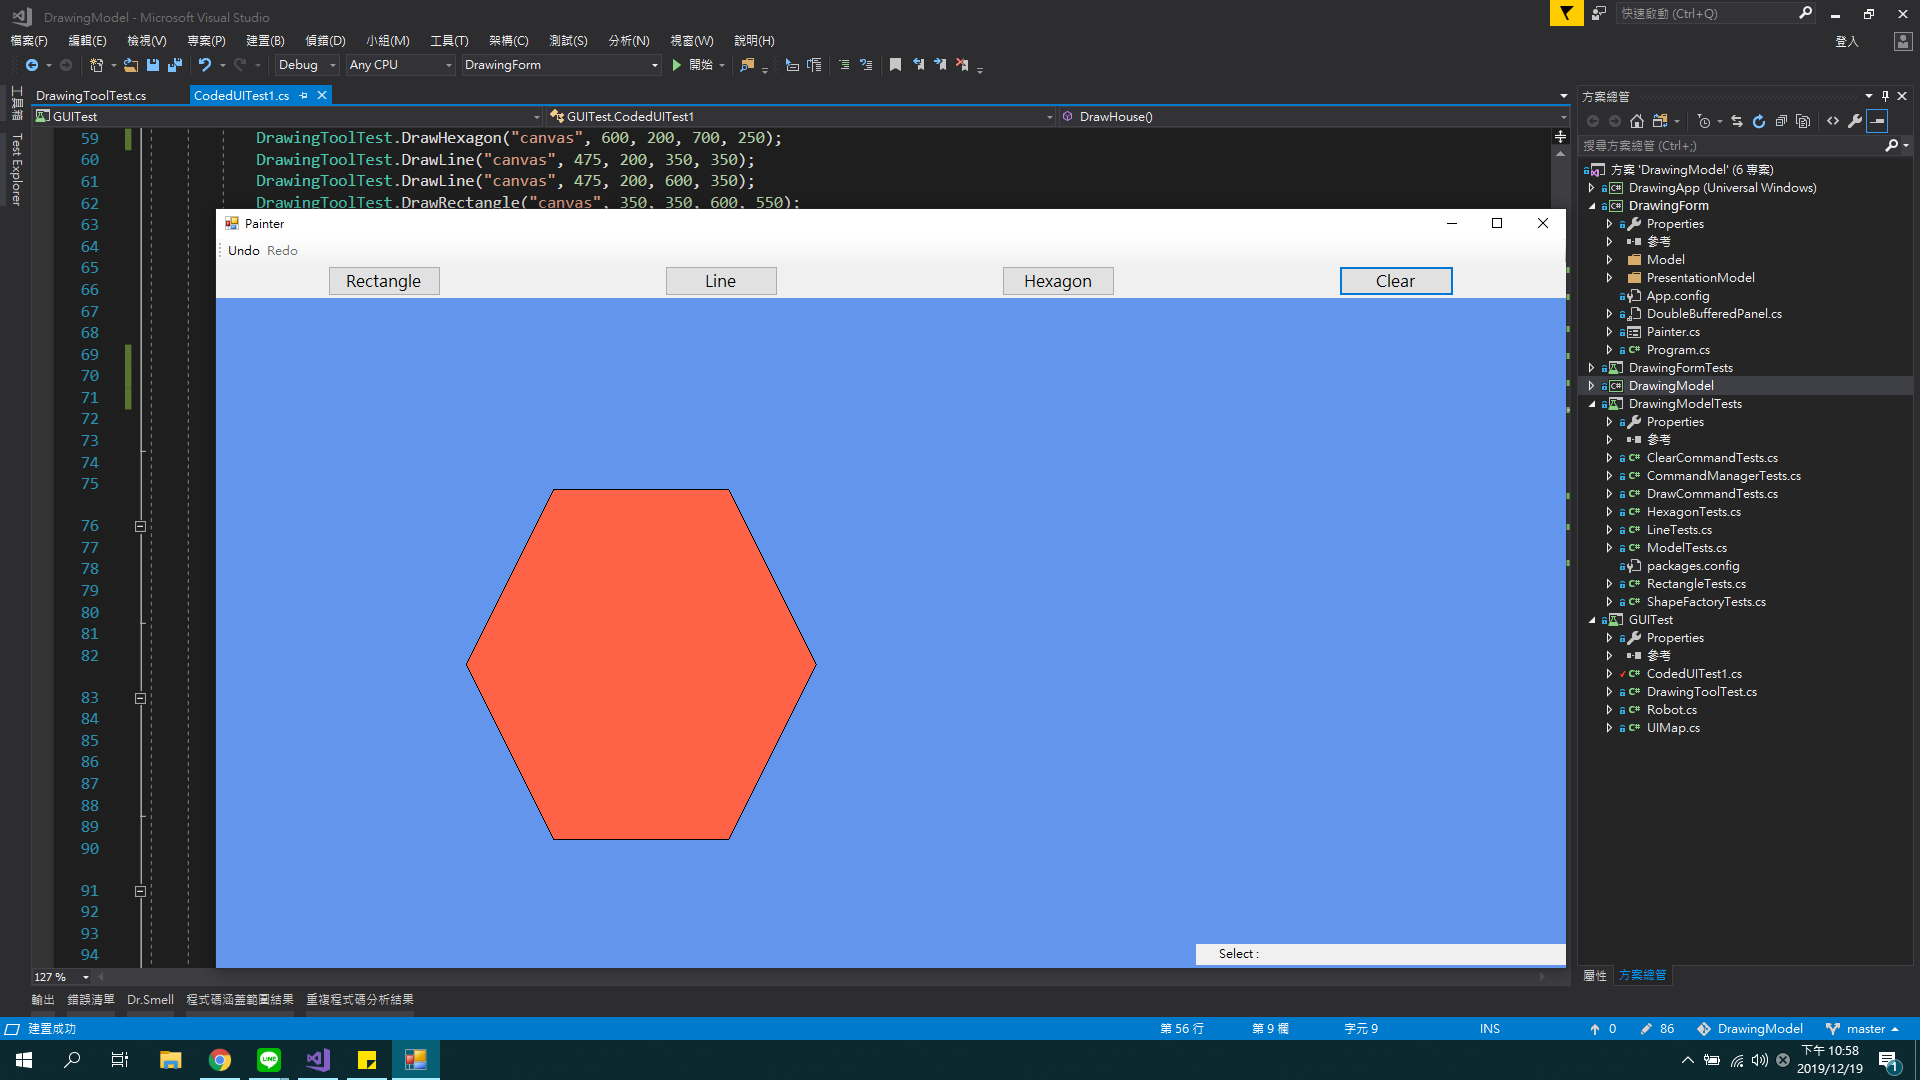 DrawingModel - Microsoft Visual Studio
快速啟動 (Ctrl+Q)
檔案(F) 編輯(E) 檢視(V) 專案(P) 建置(B) 偵錯(D) 小組(M) 工具(T) 架構(C) 測試(S) 分析(N) 視窗(W) 說明(H)
登入
Debug Any CPU DrawingForm 開始
工具箱
Test Explorer
DrawingToolTest.cs CodedUITest1.cs
GUITest GUITest.CodedUITest1 DrawHouse()
59 DrawingToolTest.DrawHexagon("canvas", 600, 200, 700, 250);
60 DrawingToolTest.DrawLine("canvas", 475, 200, 350, 350);
61 DrawingToolTest.DrawLine("canvas", 475, 200, 600, 350);
62 DrawingToolTest.DrawRectangle("canvas", 350, 350, 600, 550);
63
64
65
66
67
68
69
70
71
72
73
74
75
76
77
78
79
80
81
82
83
84
85
86
87
88
89
90
91
92
93
94
Painter
Undo Redo
Rectangle Line Hexagon Clear
Select :
127 %
輸出 錯誤清單 Dr.Smell 程式碼涵蓋範圍結果 重複程式碼分析結果
方案總管
搜尋方案總管 (Ctrl+;)
方案 'DrawingModel' (6 專案)
DrawingApp (Universal Windows)
DrawingForm
Properties
參考
Model
PresentationModel
App.config
DoubleBufferedPanel.cs
Painter.cs
Program.cs
DrawingFormTests
DrawingModel
DrawingModelTests
Properties
參考
ClearCommandTests.cs
CommandManagerTests.cs
DrawCommandTests.cs
HexagonTests.cs
LineTests.cs
ModelTests.cs
packages.config
RectangleTests.cs
ShapeFactoryTests.cs
GUITest
Properties
參考
CodedUITest1.cs
DrawingToolTest.cs
Robot.cs
UIMap.cs
屬性 方案總管
建置成功 第 56 行 第 9 欄 字元 9 INS 0 86 DrawingModel master
LINE
下午 10:58
2019/12/19
1